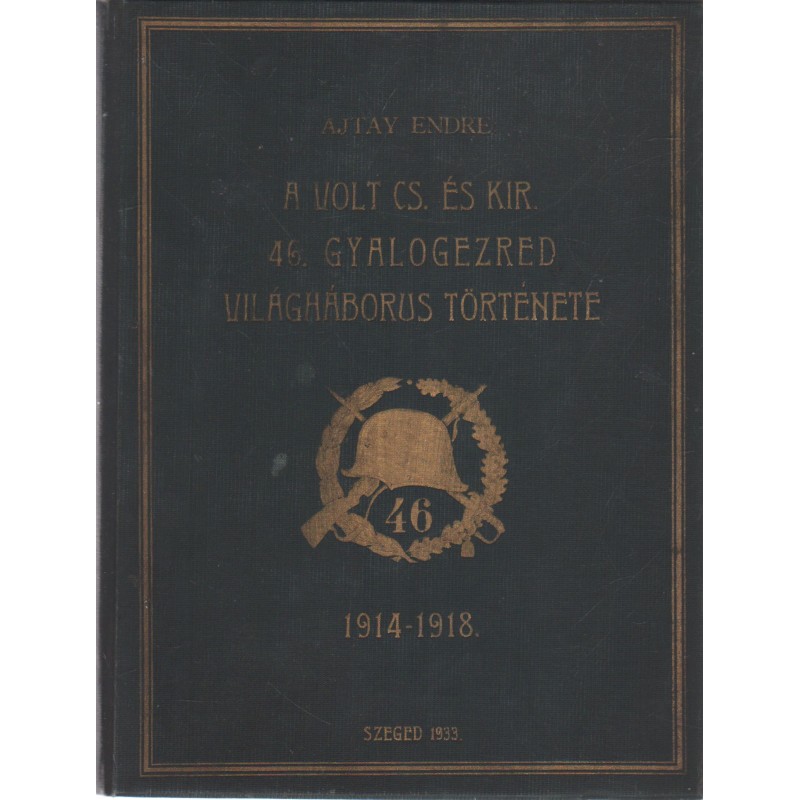 AJTAY ENDRE
A VOLT CS. ÉS KIR.
46. GYALOGEZRED
VILÁGHÁBORUS TÖRTÉNETE
46
1914-1918.
SZEGED 1933.